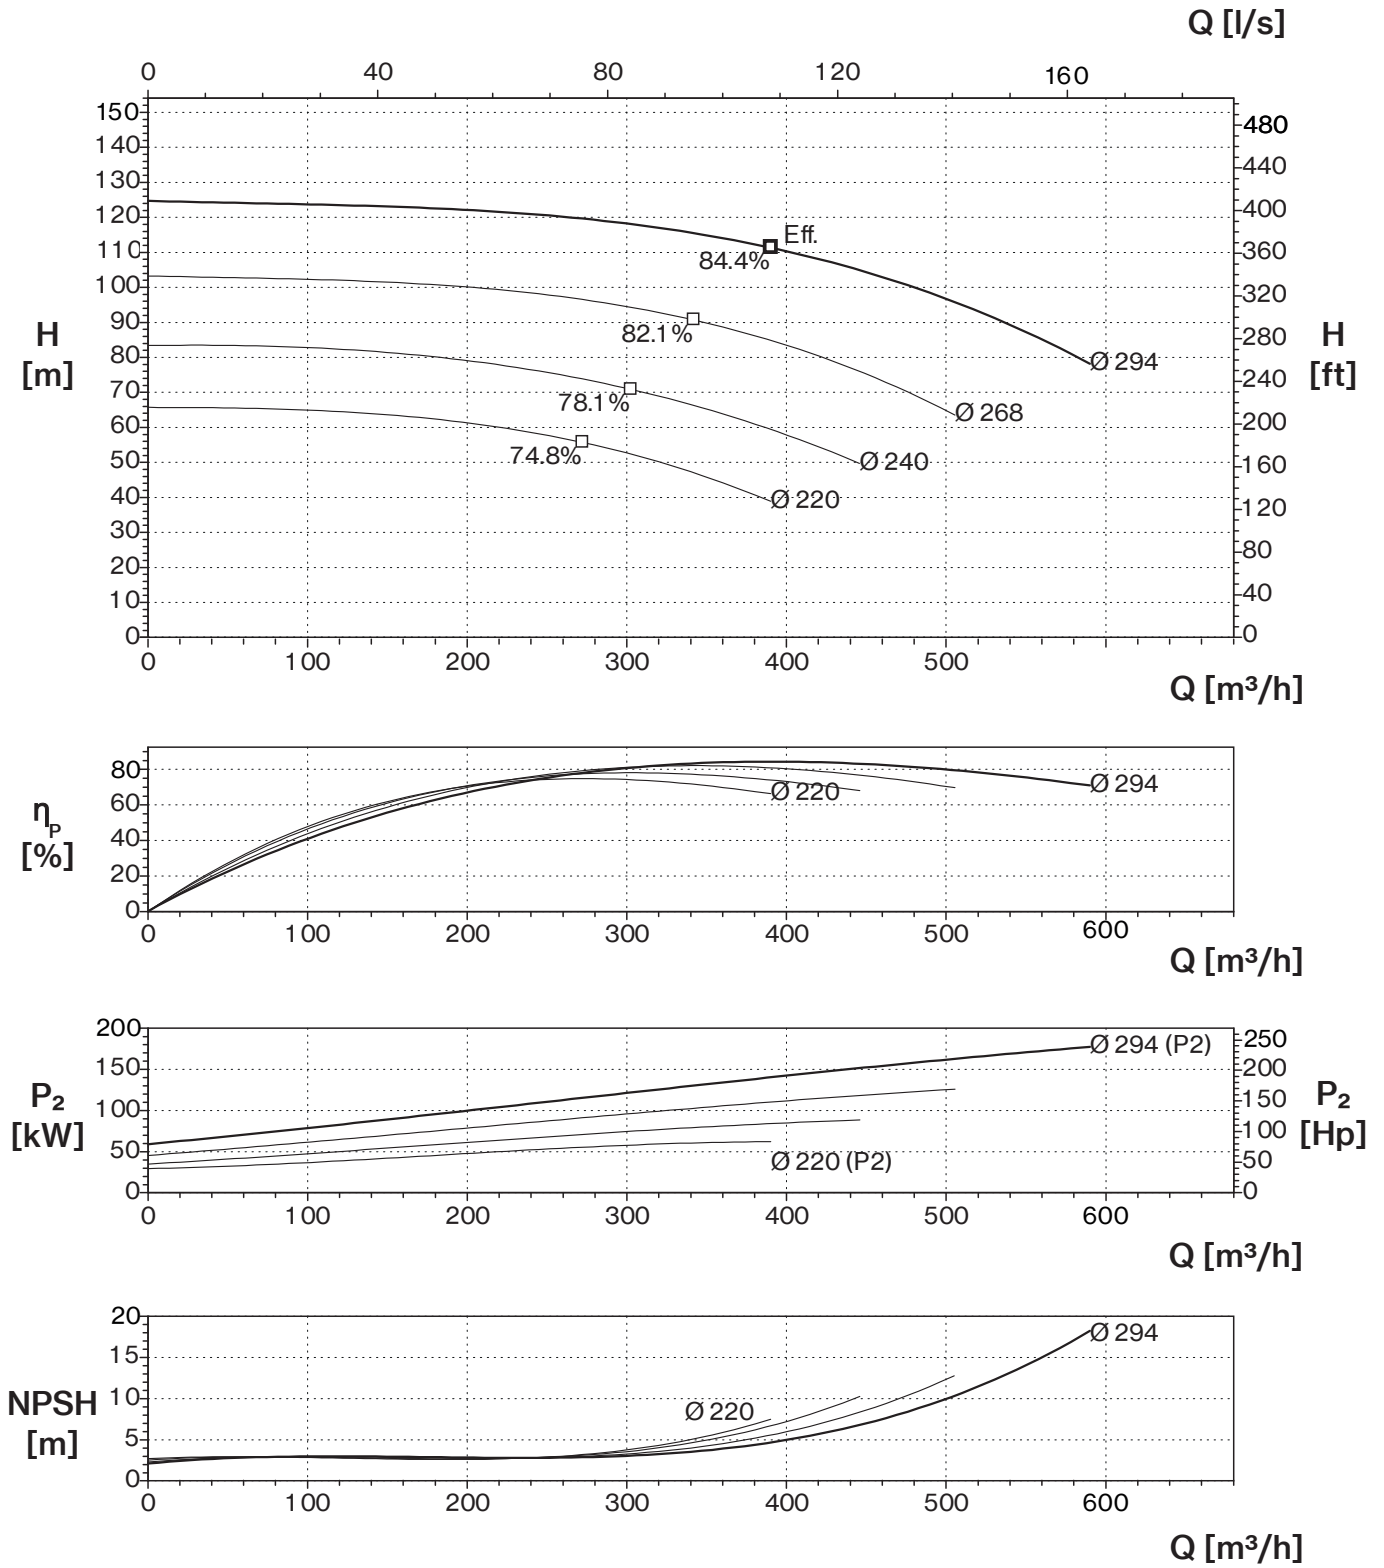 Q [l/s]
0 40 80 120 160
150
140
130
120
110
100
90
80
70
60
50
40
30
20
10
0
H
[m]
480
440
400
360
320
280
240
200
160
120
80
40
0
H
[ft]
Eff.
84.4%
82.1%
78.1%
74.8%
Ø 294
Ø 268
Ø 240
Ø 220
0 100 200 300 400 500
Q [m³/h]
80
60
40
20
0
ηP
[%]
Ø 220
Ø 294
0 100 200 300 400 500 600
Q [m³/h]
200
150
100
50
0
P₂
[kW]
250
200
150
100
50
0
P₂
[Hp]
Ø 294 (P2)
Ø 220 (P2)
0 100 200 300 400 500 600
Q [m³/h]
20
15
10
5
0
NPSH
[m]
Ø 294
Ø 220
0 100 200 300 400 500 600
Q [m³/h]